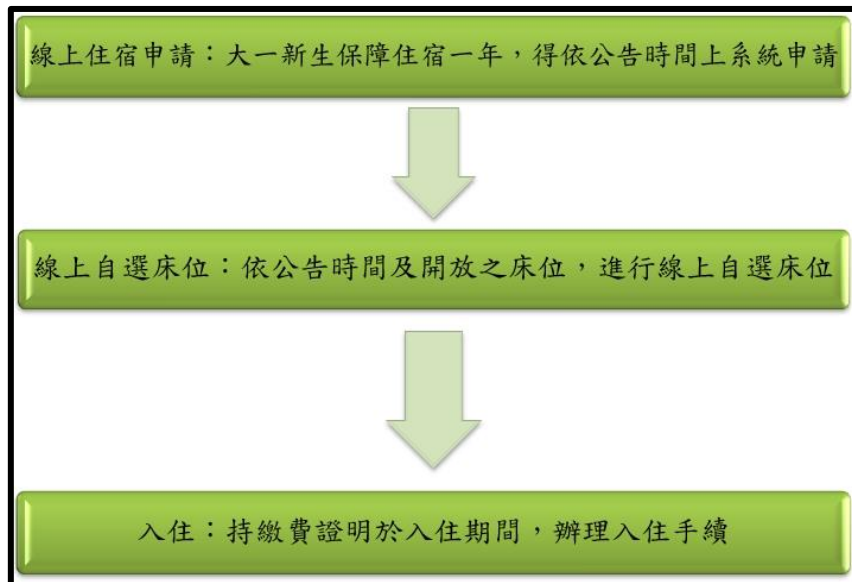 線上住宿申請：大一新生保障住宿一年，得依公告時間上系統申請
線上自選床位：依公告時間及開放之床位，進行線上自選床位
入住：持繳費證明於入住期間，辦理入住手續